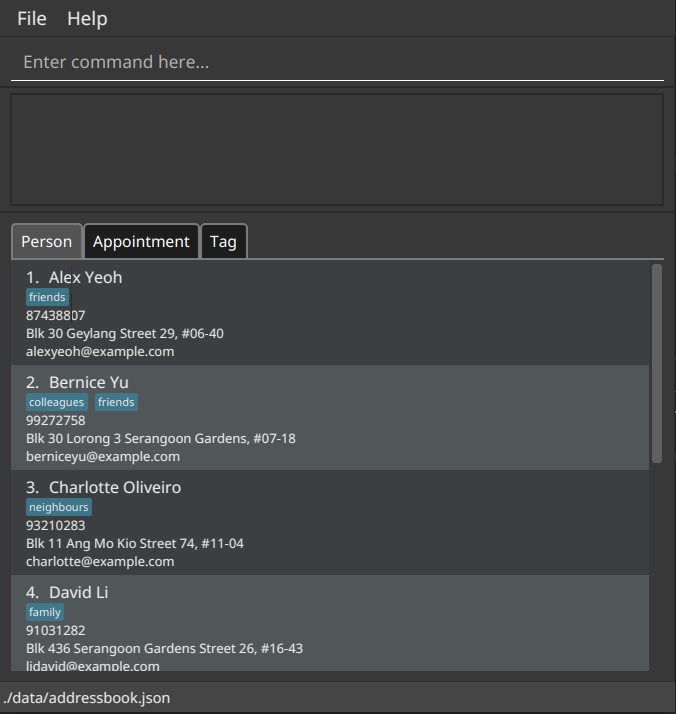 File Help
Enter command here...
Person Appointment Tag
1. Alex Yeoh
friends
87438807
Blk 30 Geylang Street 29, #06-40
alexyeoh@example.com
2. Bernice Yu
colleagues friends
99272758
Blk 30 Lorong 3 Serangoon Gardens, #07-18
berniceyu@example.com
3. Charlotte Oliveiro
neighbours
93210283
Blk 11 Ang Mo Kio Street 74, #11-04
charlotte@example.com
4. David Li
family
91031282
Blk 436 Serangoon Gardens Street 26, #16-43
lidavid@example.com
./data/addressbook.json